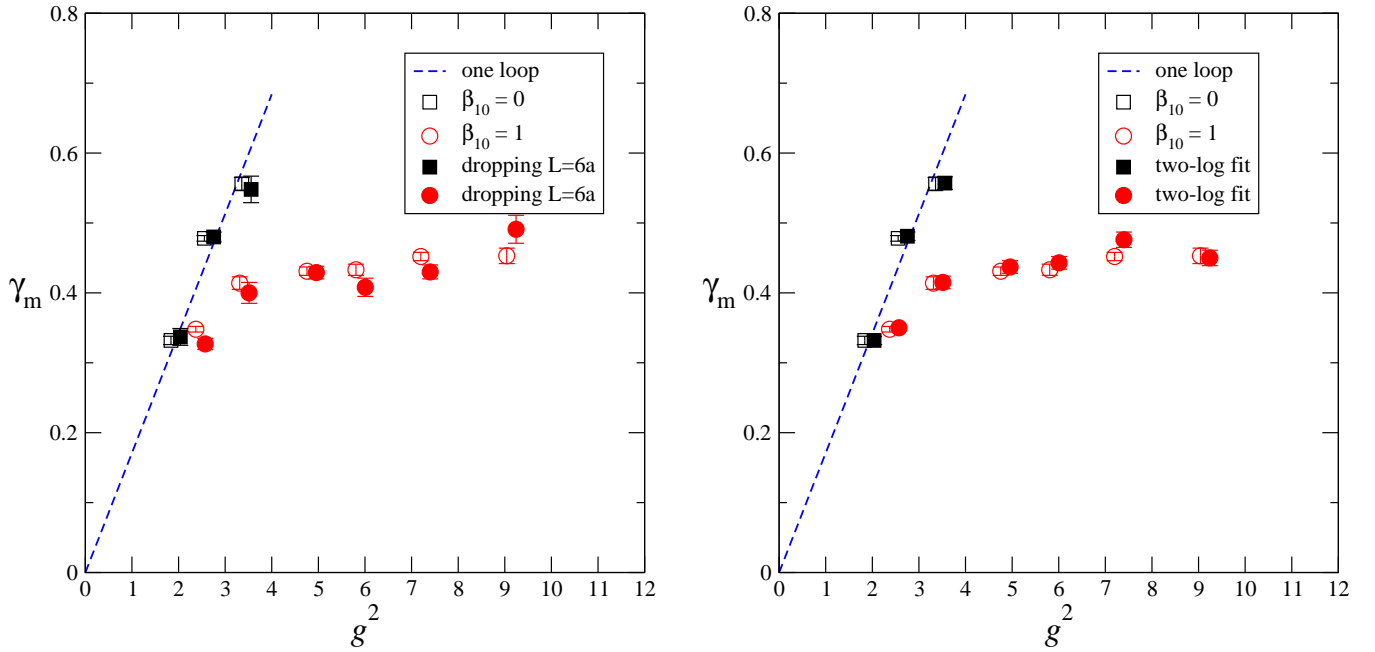 0.8
0.6
0.4
0.2
0
γm
0 1 2 3 4 5 6 7 8 9 10 11 12
g²
one loop
β10 = 0
β10 = 1
dropping L=6a
dropping L=6a
0.8
0.6
0.4
0.2
0
γm
0 1 2 3 4 5 6 7 8 9 10 11 12
g²
one loop
β10 = 0
β10 = 1
two-log fit
two-log fit